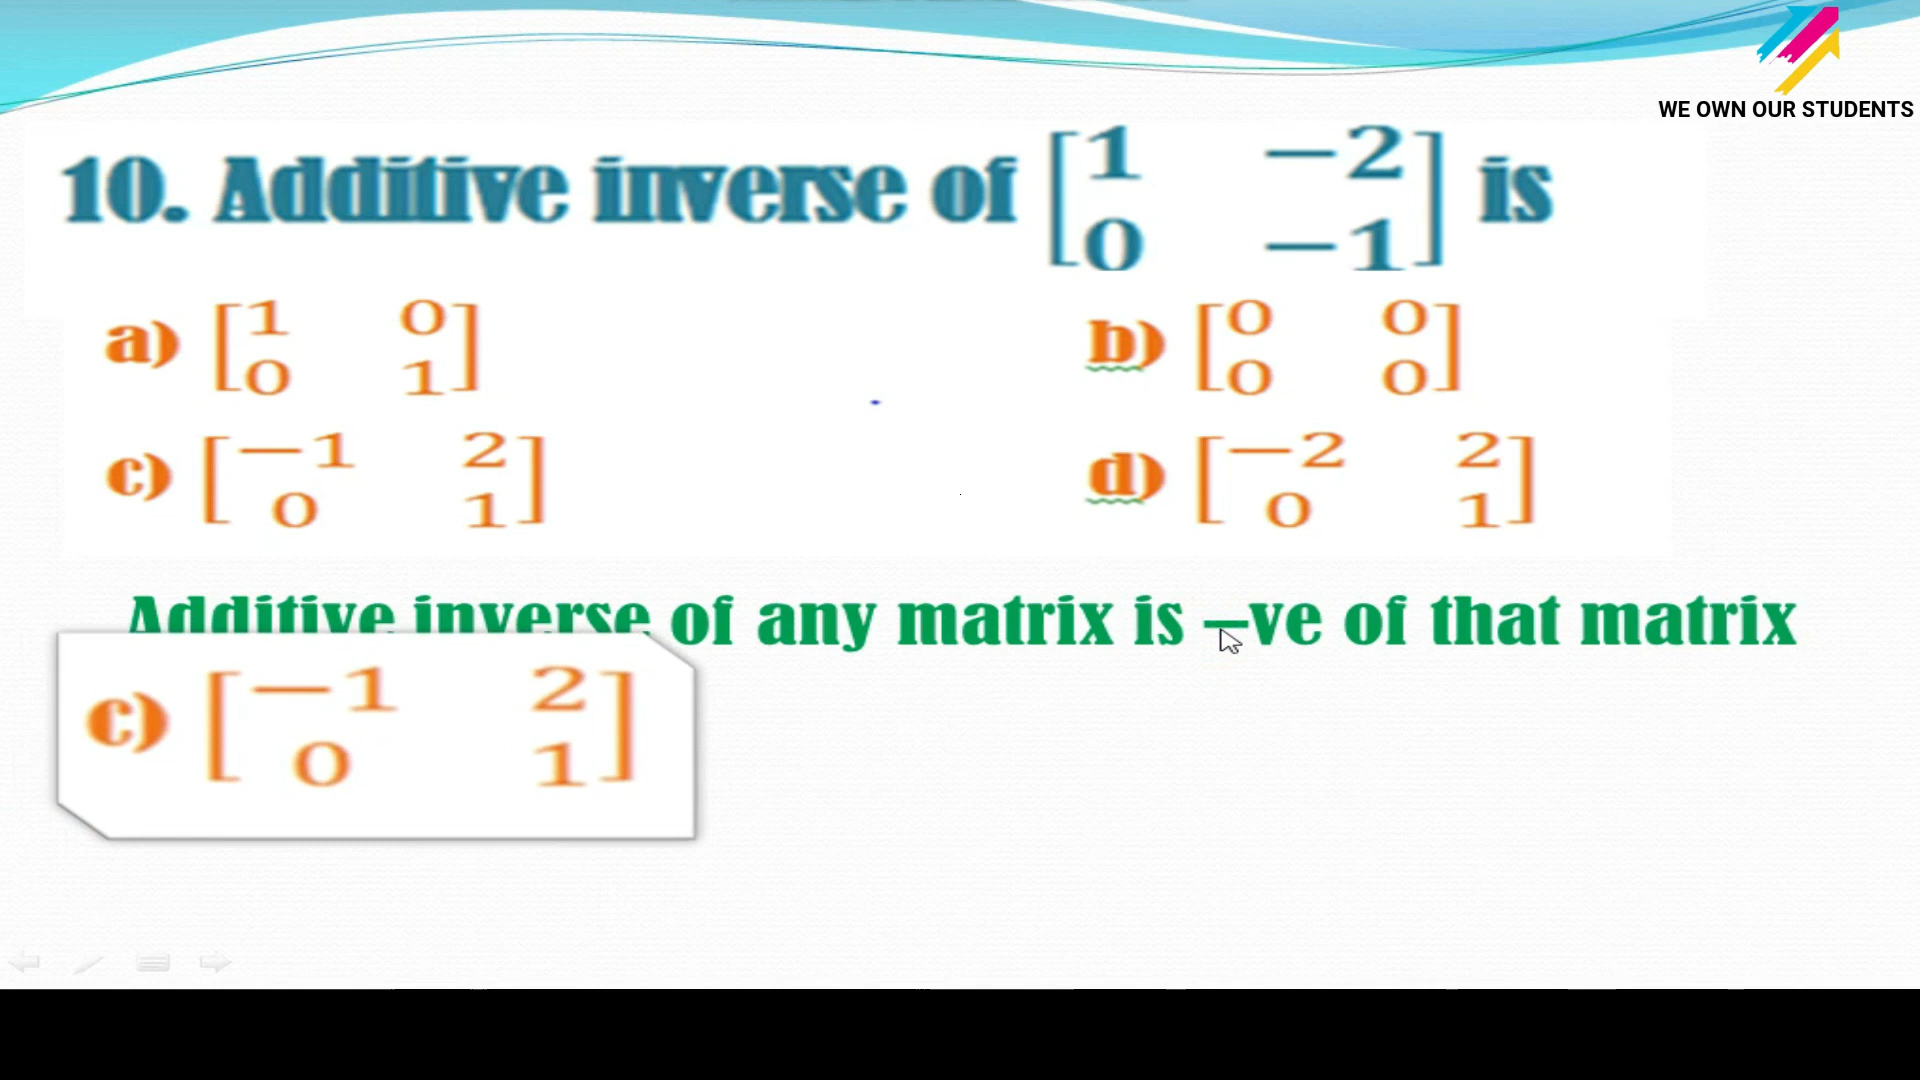 WE OWN OUR STUDENTS
10. Additive inverse of [1 −2; 0 −1] is
a) [1 0; 0 1] b) [0 0; 0 0]
c) [−1 2; 0 1] d) [−2 2; 0 1]
Additive inverse of any matrix is –ve of that matrix
c) [−1 2; 0 1]